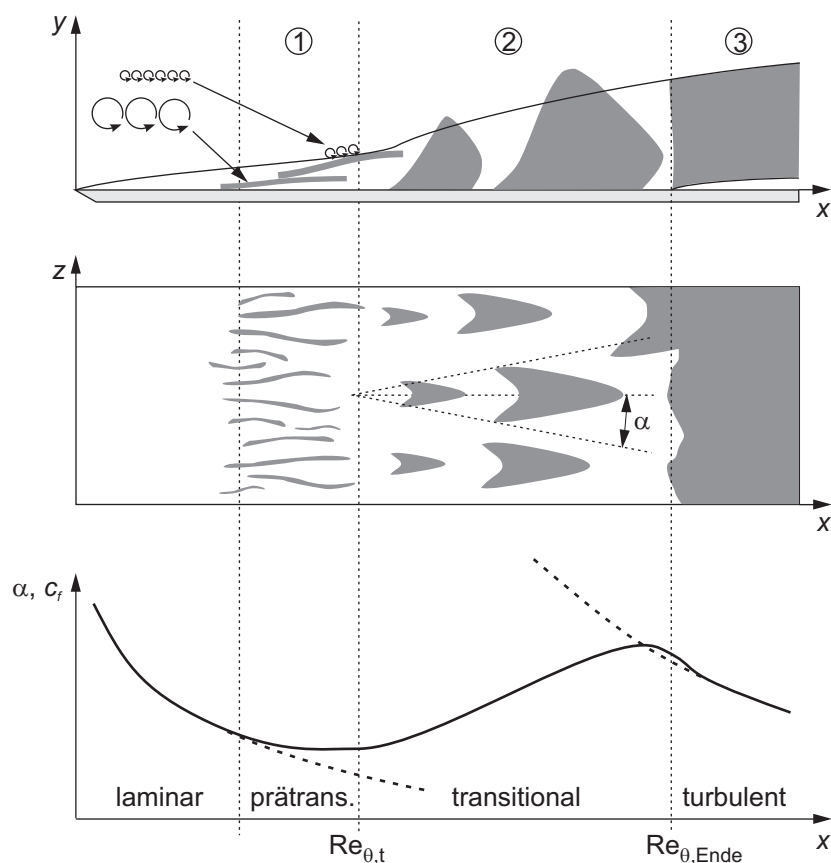 y
① ② ③
x
z
α
x
α, c_f
laminar prätrans. transitional turbulent
x
Re_θ,t Re_θ,Ende